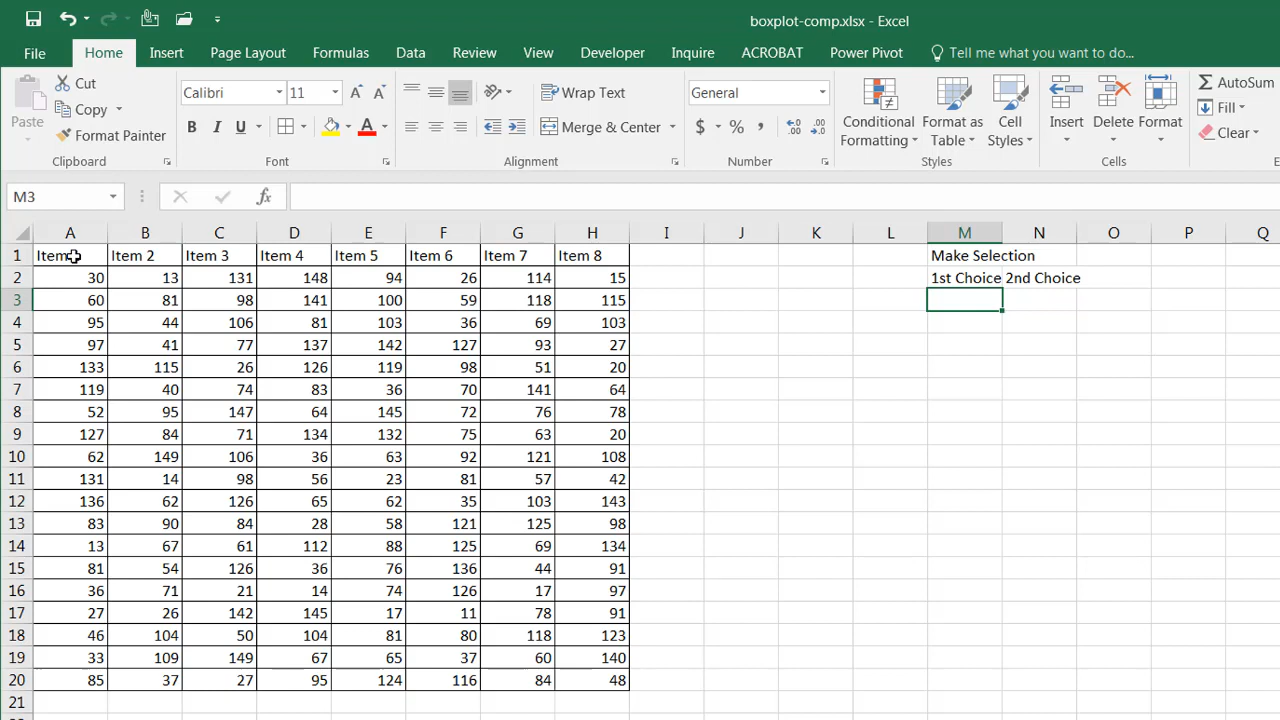 boxplot-comp.xlsx - Excel
File Home Insert Page Layout Formulas Data Review View Developer Inquire ACROBAT Power Pivot Tell me what you want to do...
Paste
Cut
Copy
Format Painter
Clipboard
Calibri 11
B I U
Font
Wrap Text
Merge & Center
Alignment
General
$ % ,
Number
Conditional Formatting
Format as Table
Cell Styles
Styles
Insert Delete Format
Cells
AutoSum
Fill
Clear
M3
fx
A B C D E F G H I J K L M N O P Q
1 Item Item 2 Item 3 Item 4 Item 5 Item 6 Item 7 Item 8 Make Selection
2 30 13 131 148 94 26 114 15 1st Choice 2nd Choice
3 60 81 98 141 100 59 118 115
4 95 44 106 81 103 36 69 103
5 97 41 77 137 142 127 93 27
6 133 115 26 126 119 98 51 20
7 119 40 74 83 36 70 141 64
8 52 95 147 64 145 72 76 78
9 127 84 71 134 132 75 63 20
10 62 149 106 36 63 92 121 108
11 131 14 98 56 23 81 57 42
12 136 62 126 65 62 35 103 143
13 83 90 84 28 58 121 125 98
14 13 67 61 112 88 125 69 134
15 81 54 126 36 76 136 44 91
16 36 71 21 14 74 126 17 97
17 27 26 142 145 17 11 78 91
18 46 104 50 104 81 80 118 123
19 33 109 149 67 65 37 60 140
20 85 37 27 95 124 116 84 48
21